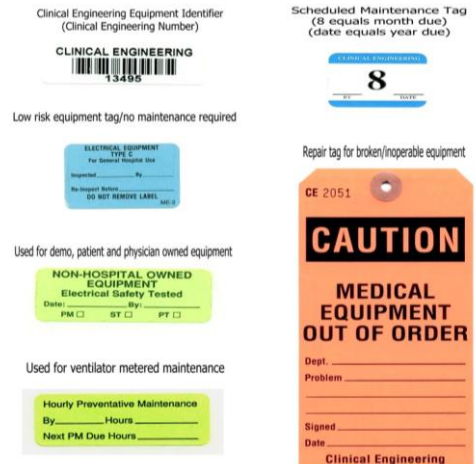 Clinical Engineering Equipment Identifier
(Clinical Engineering Number)
CLINICAL ENGINEERING
13495
Low risk equipment tag/no maintenance required
ELECTRICAL EQUIPMENT
TYPE C
For General Hospital Use
Inspected By
Re-Inspect Before
DO NOT REMOVE LABEL
ME-2
Used for demo, patient and physician owned equipment
NON-HOSPITAL OWNED
EQUIPMENT
Electrical Safety Tested
Date: By:
PM ☐ ST ☐ PT ☐
Used for ventilator metered maintenance
Hourly Preventative Maintenance
By Hours
Next PM Due Hours
Scheduled Maintenance Tag
(8 equals month due)
(date equals year due)
CLINICAL ENGINEERING
8
BY DATE
Repair tag for broken/inoperable equipment
CE 2051
CAUTION
MEDICAL
EQUIPMENT
OUT OF ORDER
Dept.
Problem
Signed
Date
Clinical Engineering